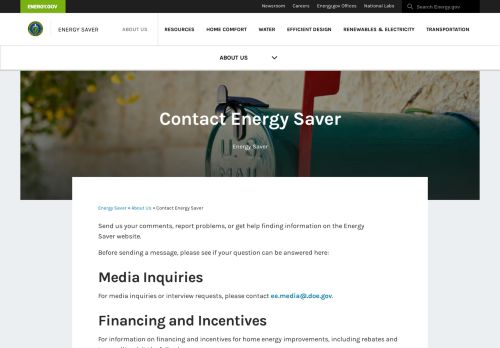 ENERGY.GOV
Newsroom Careers Energy.gov Offices National Labs Search Energy.gov
ENERGY SAVER
ABOUT US RESOURCES HOME COMFORT WATER EFFICIENT DESIGN RENEWABLES & ELECTRICITY TRANSPORTATION
ABOUT US
Contact Energy Saver
Energy Saver
Energy Saver » About Us » Contact Energy Saver
Send us your comments, report problems, or get help finding information on the Energy
Saver website.
Before sending a message, please see if your question can be answered here:
Media Inquiries
For media inquiries or interview requests, please contact ee.media@doe.gov.
Financing and Incentives
For information on financing and incentives for home energy improvements, including rebates and